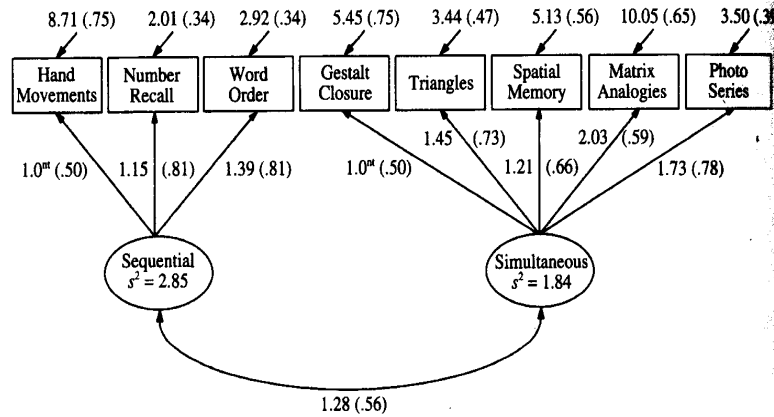 8.71 (.75) 2.01 (.34) 2.92 (.34) 5.45 (.75) 3.44 (.47) 5.13 (.56) 10.05 (.65) 3.50
Hand Movements
Number Recall
Word Order
Gestalt Closure
Triangles
Spatial Memory
Matrix Analogies
Photo Series
1.0ⁿᵗ (.50) 1.15 (.81) 1.39 (.81) 1.0ⁿᵗ (.50) 1.45 (.73) 1.21 (.66) 2.03 (.59) 1.73 (.78)
Sequential
s² = 2.85
Simultaneous
s² = 1.84
1.28 (.56)